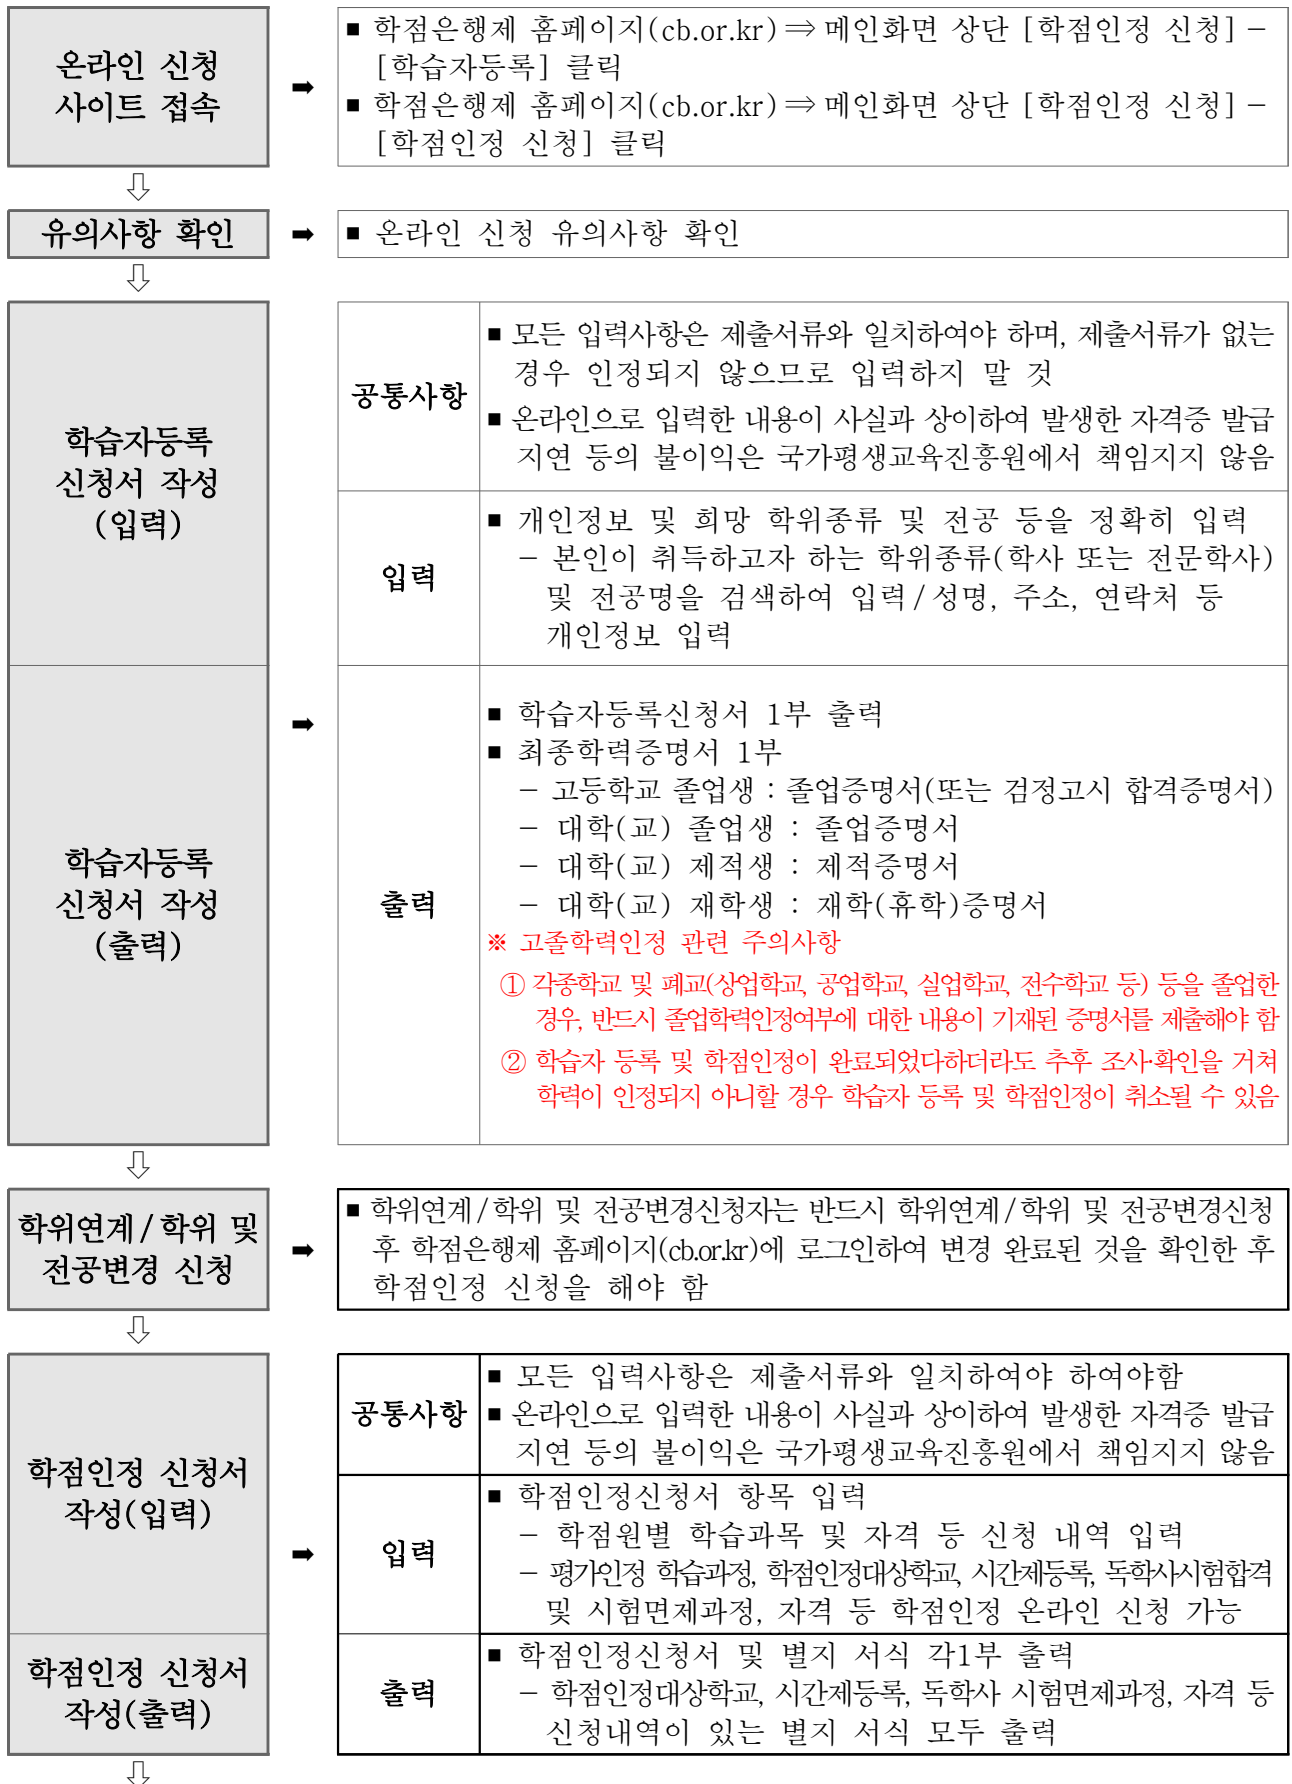 온라인 신청
사이트 접속
➡
■ 학점은행제 홈페이지(cb.or.kr)⇒메인화면 상단 [학점인정 신청]－
[학습자등록] 클릭
■ 학점은행제 홈페이지(cb.or.kr)⇒메인화면 상단 [학점인정 신청]－
[학점인정 신청] 클릭
⇩
유의사항 확인
➡
■ 온라인 신청 유의사항 확인
⇩
학습자등록
신청서 작성
(입력)
공통사항
■ 모든 입력사항은 제출서류와 일치하여야 하며, 제출서류가 없는
경우 인정되지 않으므로 입력하지 말 것
■ 온라인으로 입력한 내용이 사실과 상이하여 발생한 자격증 발급
지연 등의 불이익은 국가평생교육진흥원에서 책임지지 않음
입력
■ 개인정보 및 희망 학위종류 및 전공 등을 정확히 입력
－ 본인이 취득하고자 하는 학위종류(학사 또는 전문학사)
및 전공명을 검색하여 입력/성명, 주소, 연락처 등
개인정보 입력
학습자등록
신청서 작성
(출력)
➡
출력
■ 학습자등록신청서 1부 출력
■ 최종학력증명서 1부
－ 고등학교 졸업생 : 졸업증명서(또는 검정고시 합격증명서)
－ 대학(교) 졸업생 : 졸업증명서
－ 대학(교) 제적생 : 제적증명서
－ 대학(교) 재학생 : 재학(휴학)증명서
※ 고졸학력인정 관련 주의사항
① 각종학교 및 폐교(상업학교, 공업학교, 실업학교, 전수학교 등) 등을 졸업한
경우, 반드시 졸업학력인정여부에 대한 내용이 기재된 증명서를 제출해야 함
② 학습자 등록 및 학점인정이 완료되었다하더라도 추후 조사·확인을 거쳐
학력이 인정되지 아니할 경우 학습자 등록 및 학점인정이 취소될 수 있음
⇩
학위연계/학위 및
전공변경 신청
➡
■ 학위연계/학위 및 전공변경신청자는 반드시 학위연계/학위 및 전공변경신청
후 학점은행제 홈페이지(cb.or.kr)에 로그인하여 변경 완료된 것을 확인한 후
학점인정 신청을 해야 함
⇩
학점인정 신청서
작성(입력)
➡
공통사항
■ 모든 입력사항은 제출서류와 일치하여야 하여야함
■ 온라인으로 입력한 내용이 사실과 상이하여 발생한 자격증 발급
지연 등의 불이익은 국가평생교육진흥원에서 책임지지 않음
입력
■ 학점인정신청서 항목 입력
－ 학점원별 학습과목 및 자격 등 신청 내역 입력
－ 평가인정 학습과정, 학점인정대상학교, 시간제등록, 독학사시험합격
및 시험면제과정, 자격 등 학점인정 온라인 신청 가능
학점인정 신청서
작성(출력)
출력
■ 학점인정신청서 및 별지 서식 각1부 출력
－ 학점인정대상학교, 시간제등록, 독학사 시험면제과정, 자격 등
신청내역이 있는 별지 서식 모두 출력
⇩